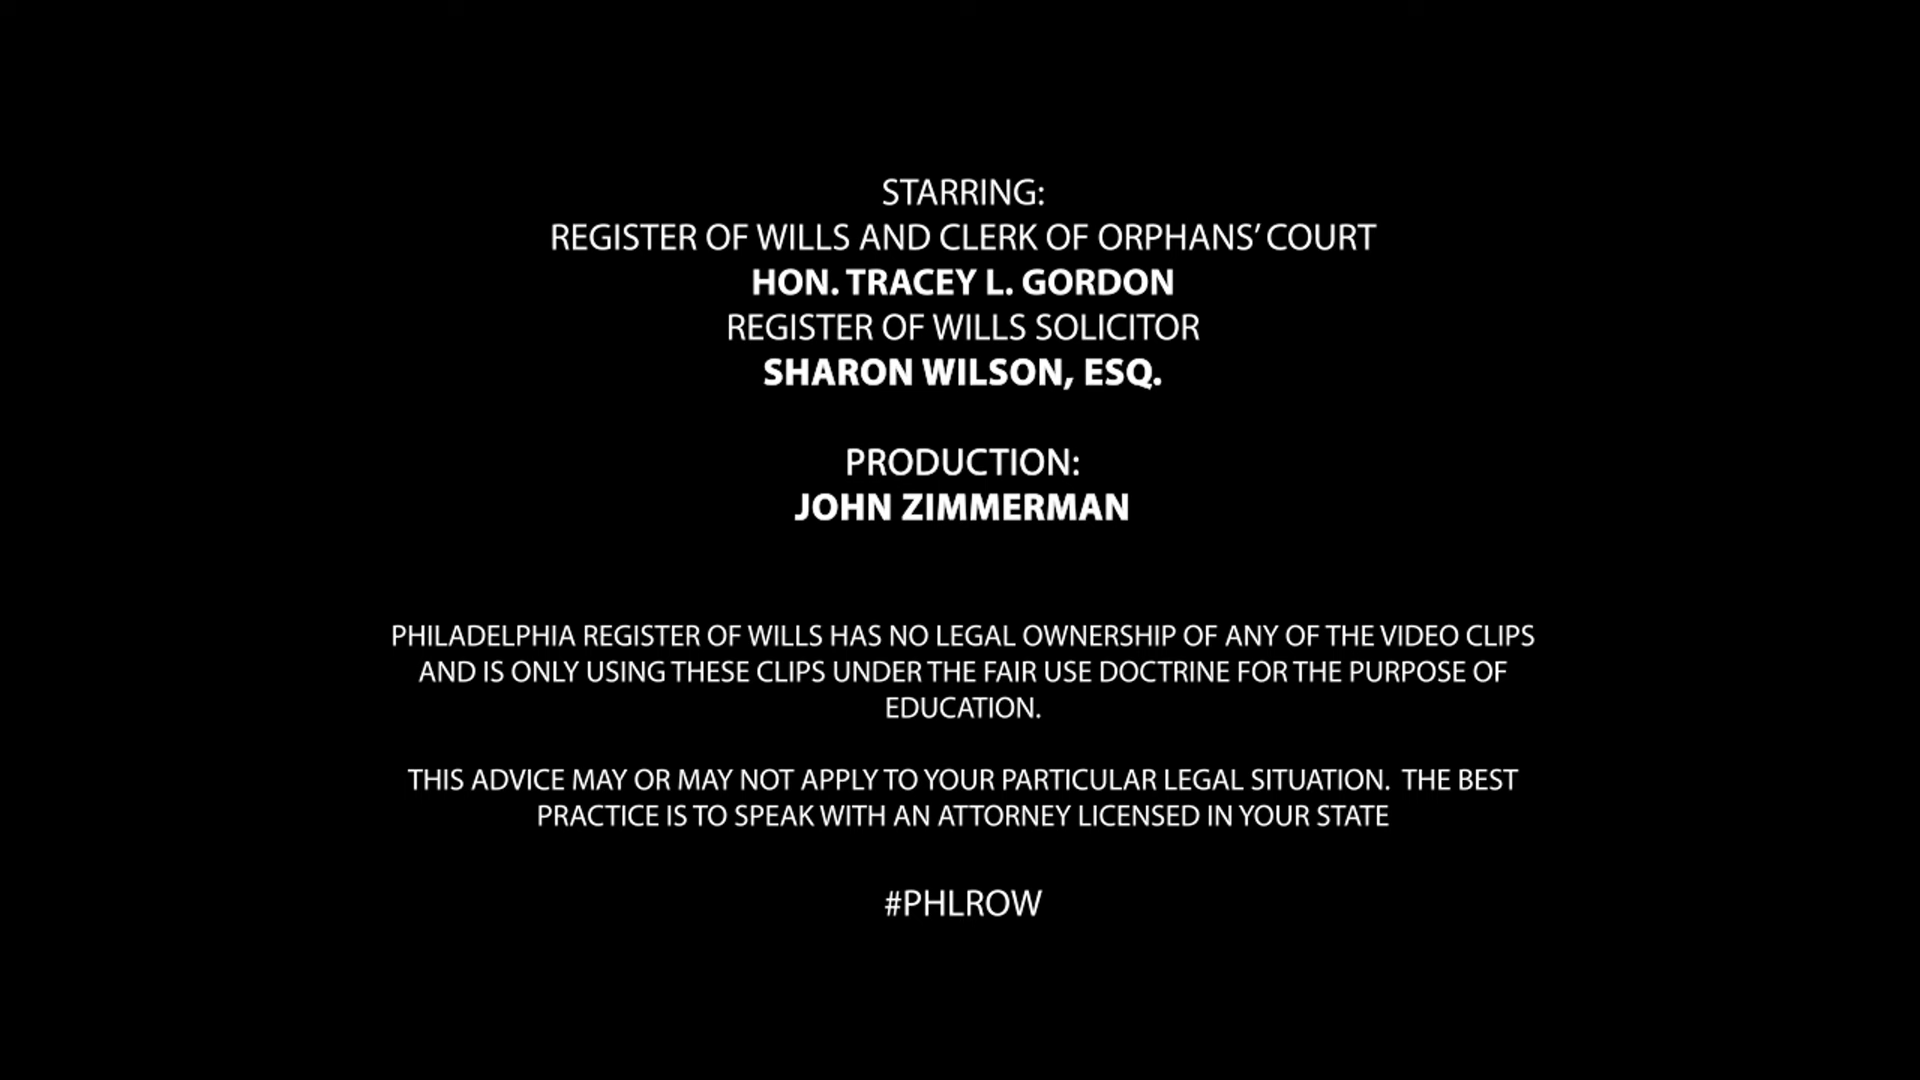 STARRING:
REGISTER OF WILLS AND CLERK OF ORPHANS’ COURT
HON. TRACEY L. GORDON
REGISTER OF WILLS SOLICITOR
SHARON WILSON, ESQ.
PRODUCTION:
JOHN ZIMMERMAN
PHILADELPHIA REGISTER OF WILLS HAS NO LEGAL OWNERSHIP OF ANY OF THE VIDEO CLIPS
AND IS ONLY USING THESE CLIPS UNDER THE FAIR USE DOCTRINE FOR THE PURPOSE OF
EDUCATION.
THIS ADVICE MAY OR MAY NOT APPLY TO YOUR PARTICULAR LEGAL SITUATION.  THE BEST
PRACTICE IS TO SPEAK WITH AN ATTORNEY LICENSED IN YOUR STATE
#PHLROW